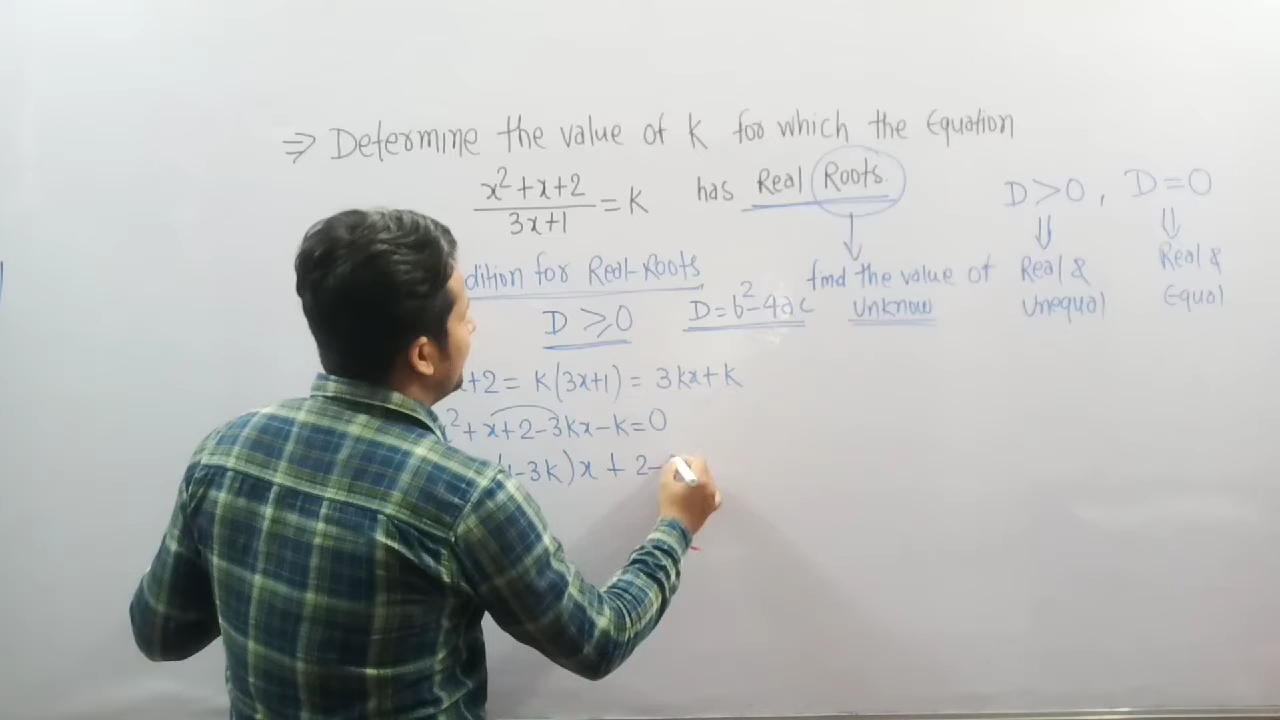 ⇒ Determine the value of K for which the Equation
x²+x+2 / 3x+1 = K has Real Roots.
D>0, D=0
dition for Real-Roots
D ⩾ 0 D=b²-4ac
find the value of
Unknow
Real &
Unequal
Real &
Equal
+2 = K(3x+1) = 3kx+k
² + x+2-3kx-k=0
-3k)x + 2-